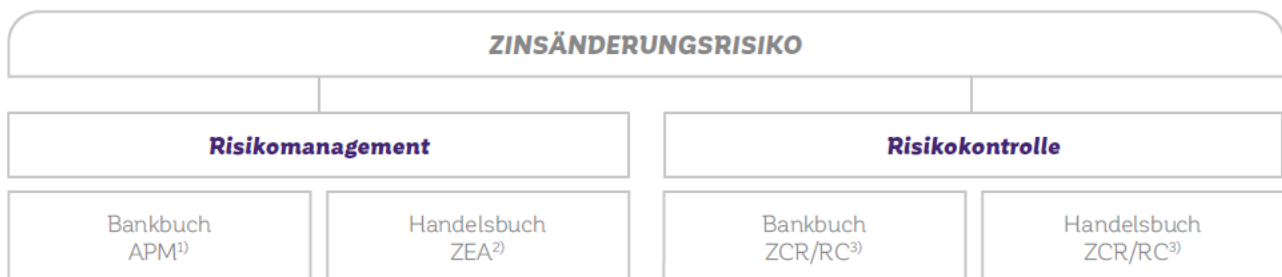 ZINSÄNDERUNGSRISIKO
Risikomanagement
Risikokontrolle
Bankbuch
APM¹⁾
Handelsbuch
ZEA²⁾
Bankbuch
ZCR/RC³⁾
Handelsbuch
ZCR/RC³⁾